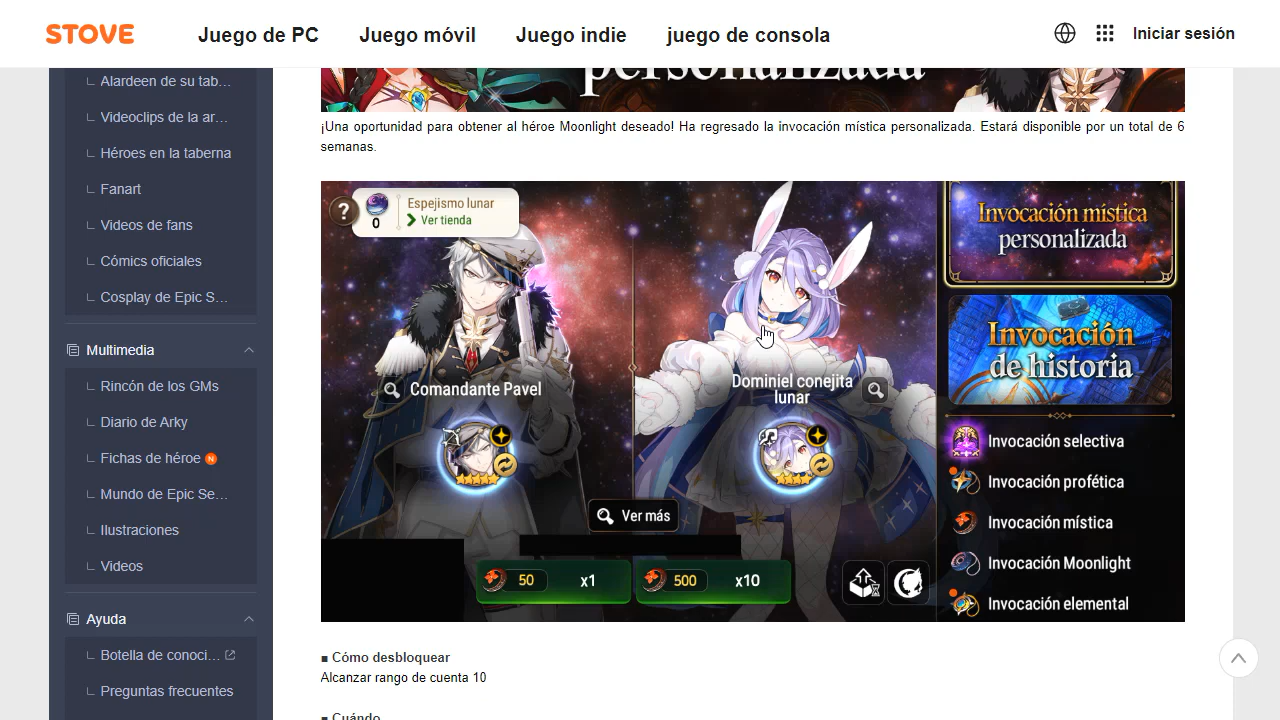 STOVE
Juego de PC
Juego móvil
Juego indie
juego de consola
Iniciar sesión
Alardeen de su tab...
Videoclips de la ar...
Héroes en la taberna
Fanart
Videos de fans
Cómics oficiales
Cosplay de Epic S...
Multimedia
Rincón de los GMs
Diario de Arky
Fichas de héroe N
Mundo de Epic Se...
Ilustraciones
Videos
Ayuda
Botella de conoci...
Preguntas frecuentes
personalizada
¡Una oportunidad para obtener al héroe Moonlight deseado! Ha regresado la invocación mística personalizada. Estará disponible por un total de 6
semanas.
?
0
Espejismo lunar
Ver tienda
Comandante Pavel
Dominiel conejita
lunar
Ver más
50 x1
500 x10
Invocación mística
personalizada
Invocación
de historia
Invocación selectiva
Invocación profética
Invocación mística
Invocación Moonlight
Invocación elemental
■ Cómo desbloquear
Alcanzar rango de cuenta 10
■ Cuándo